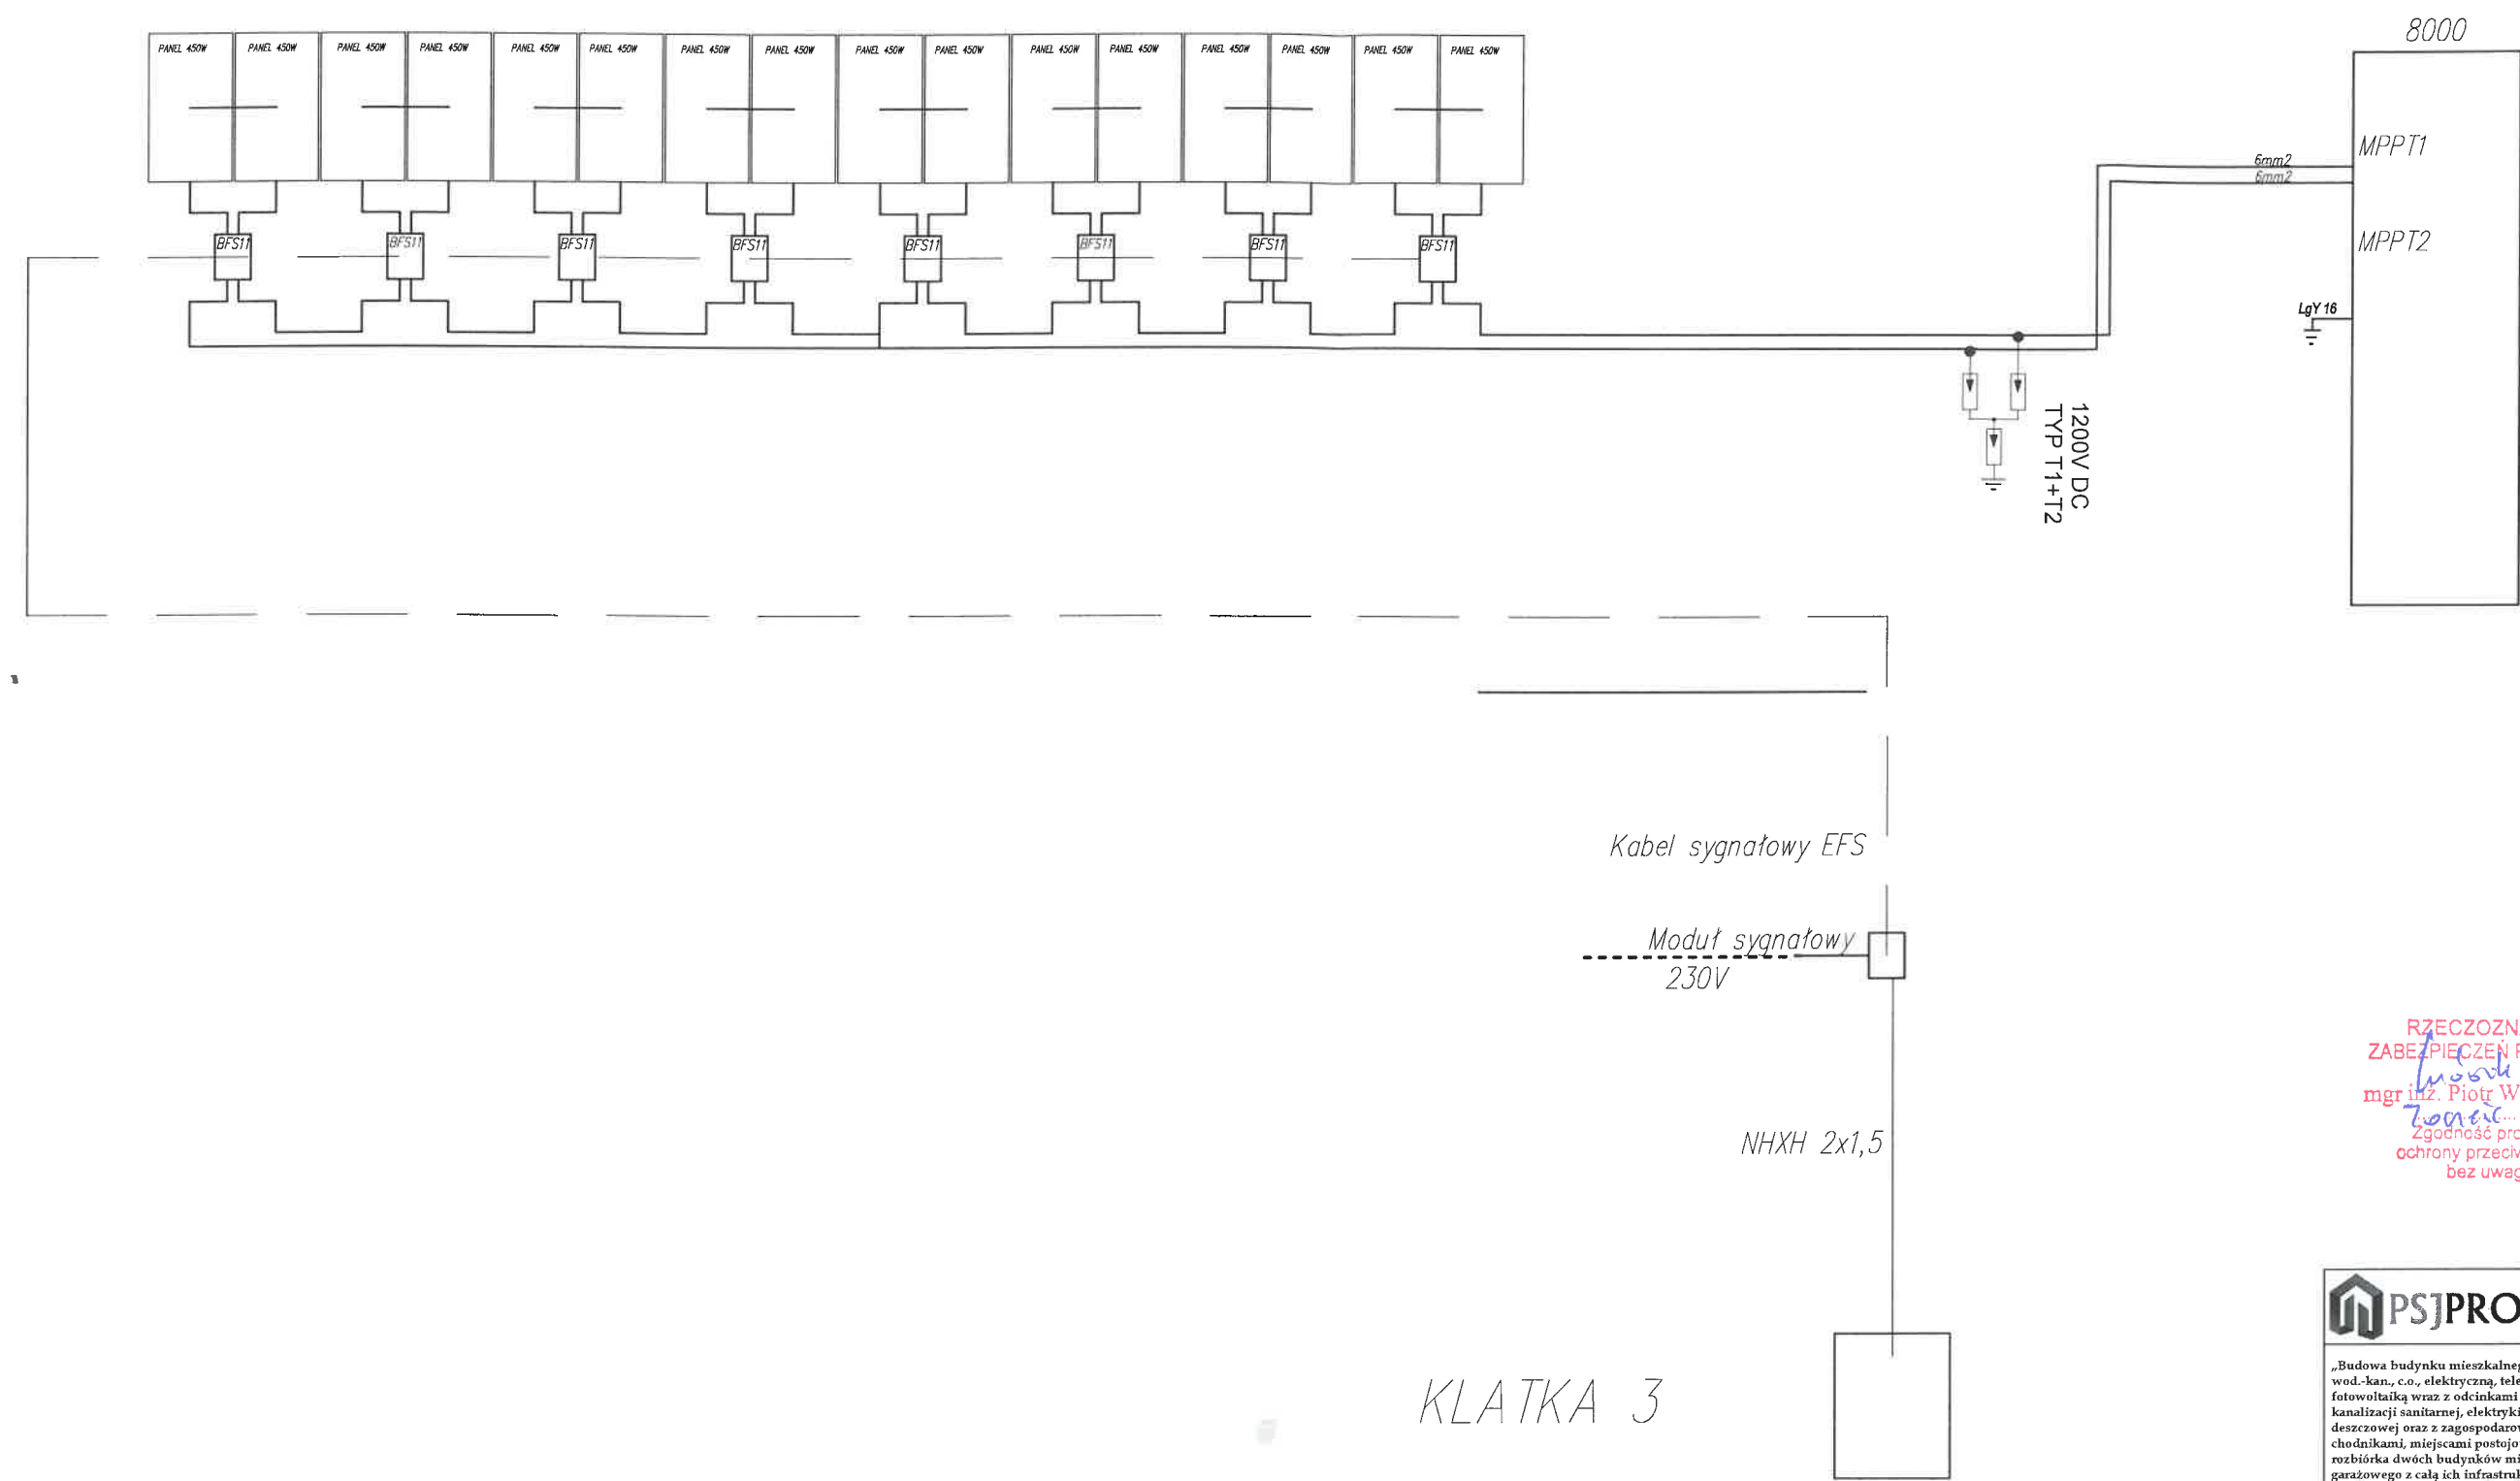 8000
PANEL 450W PANEL 450W PANEL 450W PANEL 450W PANEL 450W PANEL 450W PANEL 450W PANEL 450W PANEL 450W PANEL 450W PANEL 450W PANEL 450W PANEL 450W PANEL 450W PANEL 450W PANEL 450W
MPPT1
6mm2
6mm2
BFS11 BFS11 BFS11 BFS11 BFS11 BFS11 BFS11 BFS11
MPPT2
LgY 16
1200V DC
TYP T1+T2
Kabel sygnałowy EFS
Moduł sygnałowy
230V
NHXH 2x1,5
KLATKA 3
RZECZOZN
ZABEZPIECZEŃ
mgr inż. Piotr W
Zgodność pro
ochrony przeciw
bez uwag
PSJPRO
„Budowa budynku mieszkalneg
wod.-kan., c.o., elektryczną, tele
fotowoltaiką wraz z odcinkami
kanalizacji sanitarnej, elektryki
deszczowej oraz z zagospodarow
chodnikami, miejscami postojo
rozbiórka dwóch budynków mi
garażowego z całą ich infrastruk